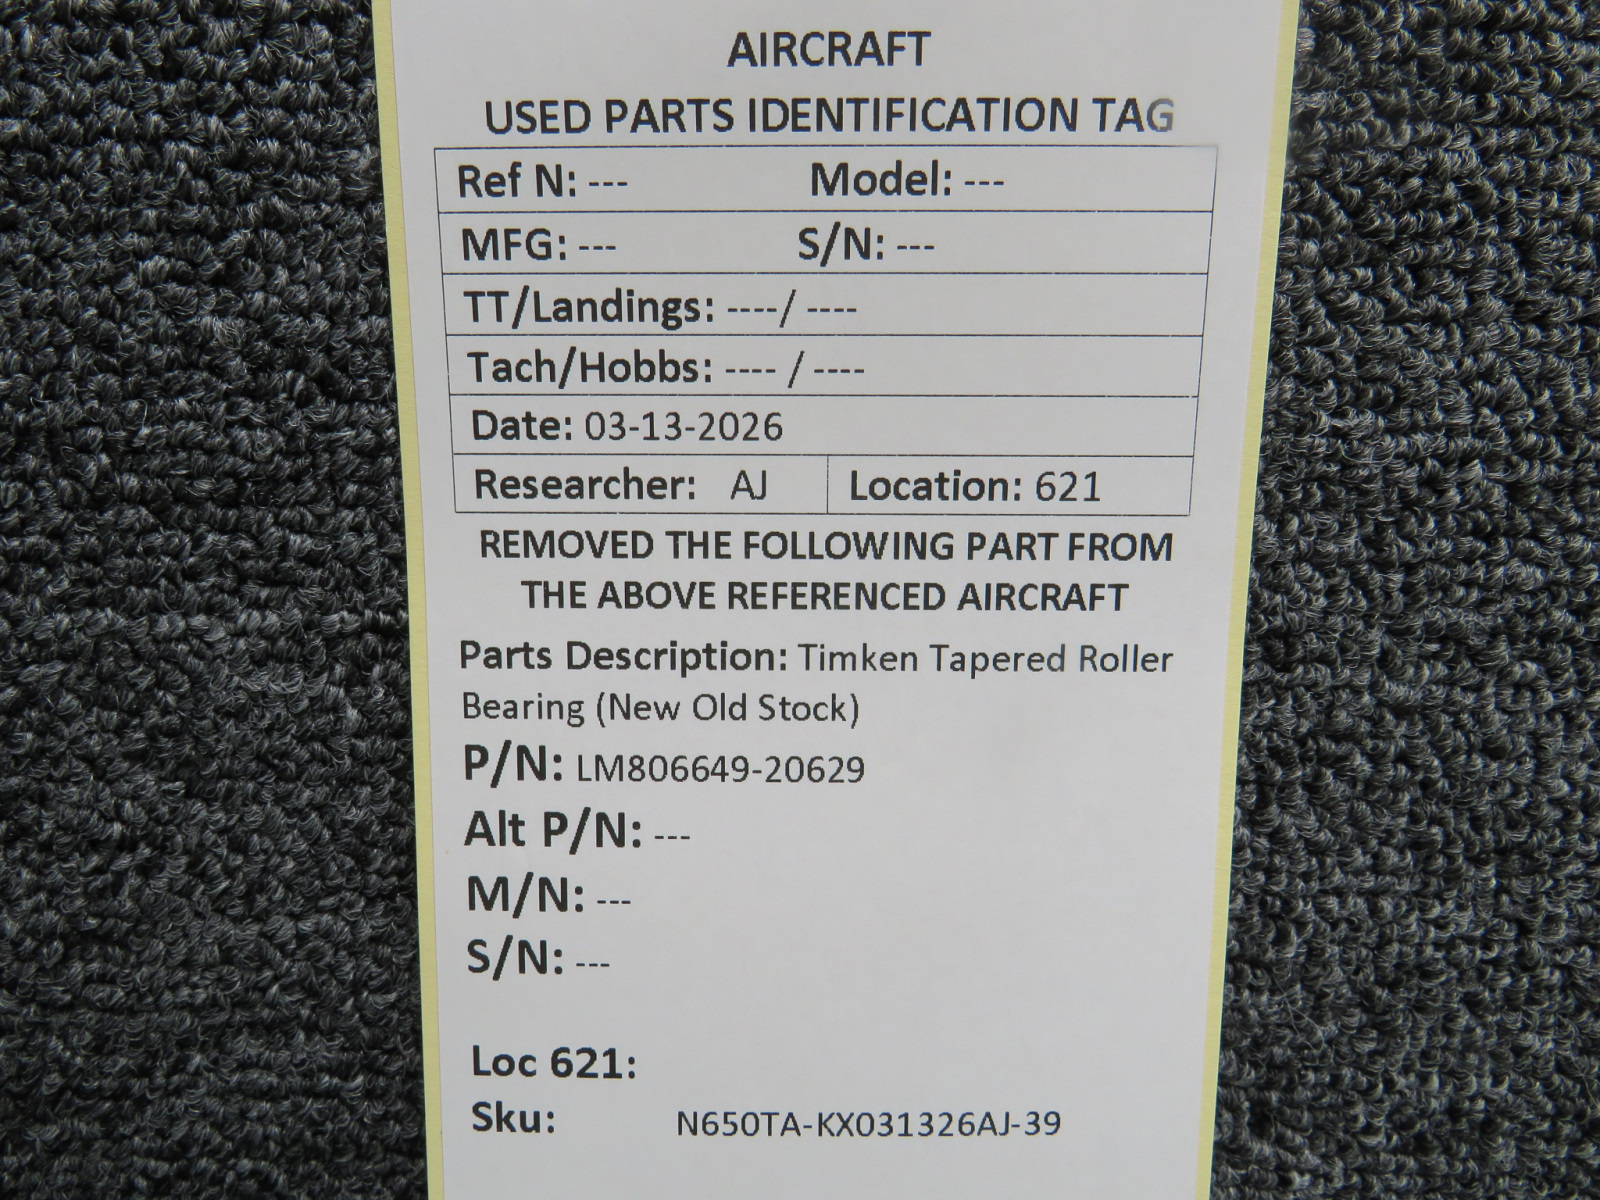 AIRCRAFT
USED PARTS IDENTIFICATION TAG
Ref N: --- Model: ---
MFG: --- S/N: ---
TT/Landings: ----/ ----
Tach/Hobbs: ---- / ----
Date: 03-13-2026
Researcher: AJ Location: 621
REMOVED THE FOLLOWING PART FROM
THE ABOVE REFERENCED AIRCRAFT
Parts Description: Timken Tapered Roller
Bearing (New Old Stock)
P/N: LM806649-20629
Alt P/N: ---
M/N: ---
S/N: ---
Loc 621:
Sku: N650TA-KX031326AJ-39